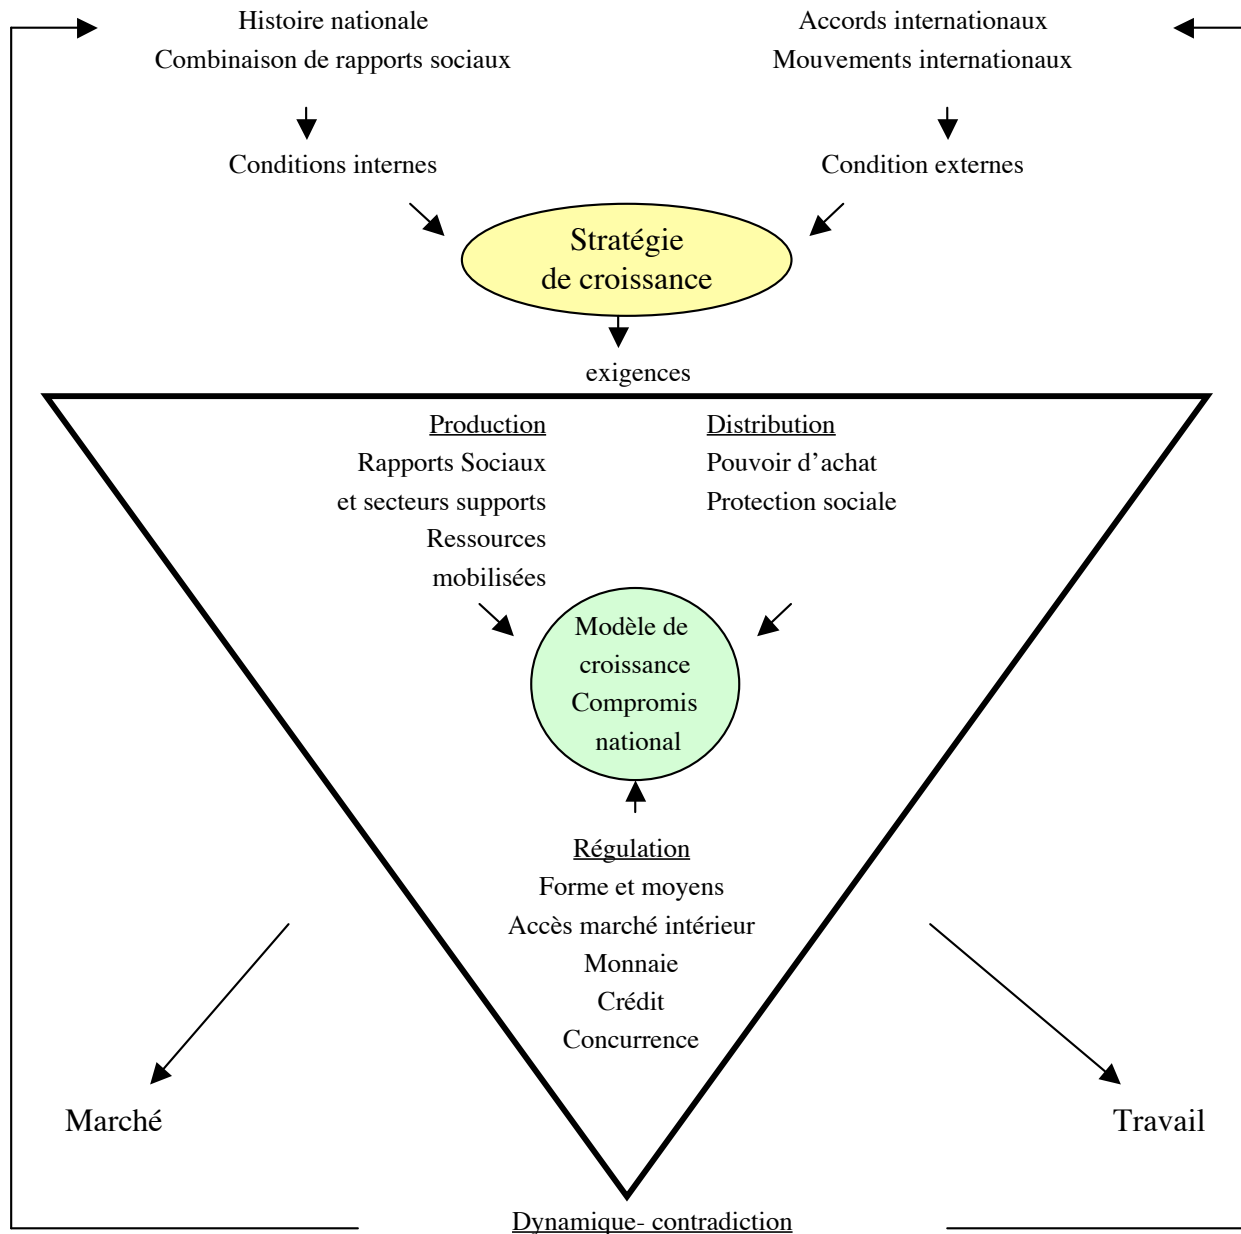 Histoire nationale
Combinaison de rapports sociaux
Accords internationaux
Mouvements internationaux
Conditions internes
Condition externes
Stratégie
de croissance
exigences
Production
Rapports Sociaux
et secteurs supports
Ressources
mobilisées
Distribution
Pouvoir d’achat
Protection sociale
Modèle de
croissance
Compromis
national
Régulation
Forme et moyens
Accès marché intérieur
Monnaie
Crédit
Concurrence
Marché
Travail
Dynamique- contradiction